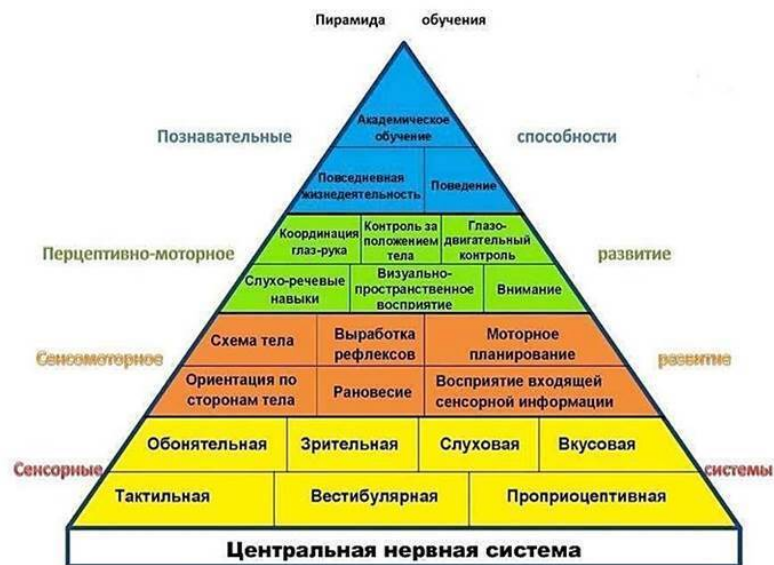 Пирамида обучения
Академическое
обучение
Познавательные способности
Повседневная
жизнедеятельность
Поведение
Координация
глаз-рука
Контроль за
положением
тела
Глазо-
двигательный
контроль
Перцептивно-моторное развитие
Слухо-речевые
навыки
Визуально-
пространственное
восприятие
Внимание
Схема тела
Выработка
рефлексов
Моторное
планирование
Сенсомоторное развитие
Ориентация по
сторонам тела
Рановесие
Восприятие входящей
сенсорной информации
Обонятельная
Зрительная
Слуховая
Вкусовая
Сенсорные системы
Тактильная
Вестибулярная
Проприоцептивная
Центральная нервная система